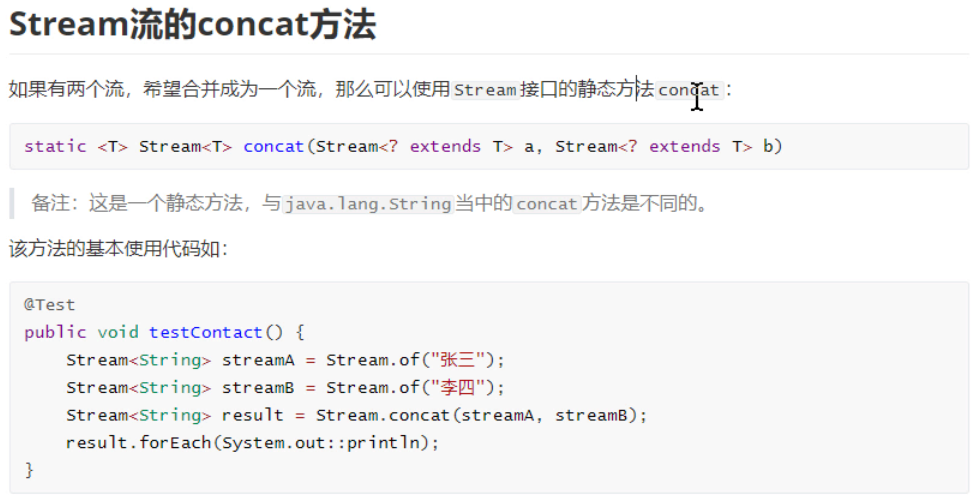 Stream流的concat方法
如果有两个流，希望合并成为一个流，那么可以使用Stream接口的静态方法concat：
static <T> Stream<T> concat(Stream<? extends T> a, Stream<? extends T> b)
备注：这是一个静态方法，与java.lang.String当中的concat方法是不同的。
该方法的基本使用代码如：
@Test
public void testContact() {
    Stream<String> streamA = Stream.of("张三");
    Stream<String> streamB = Stream.of("李四");
    Stream<String> result = Stream.concat(streamA, streamB);
    result.forEach(System.out::println);
}